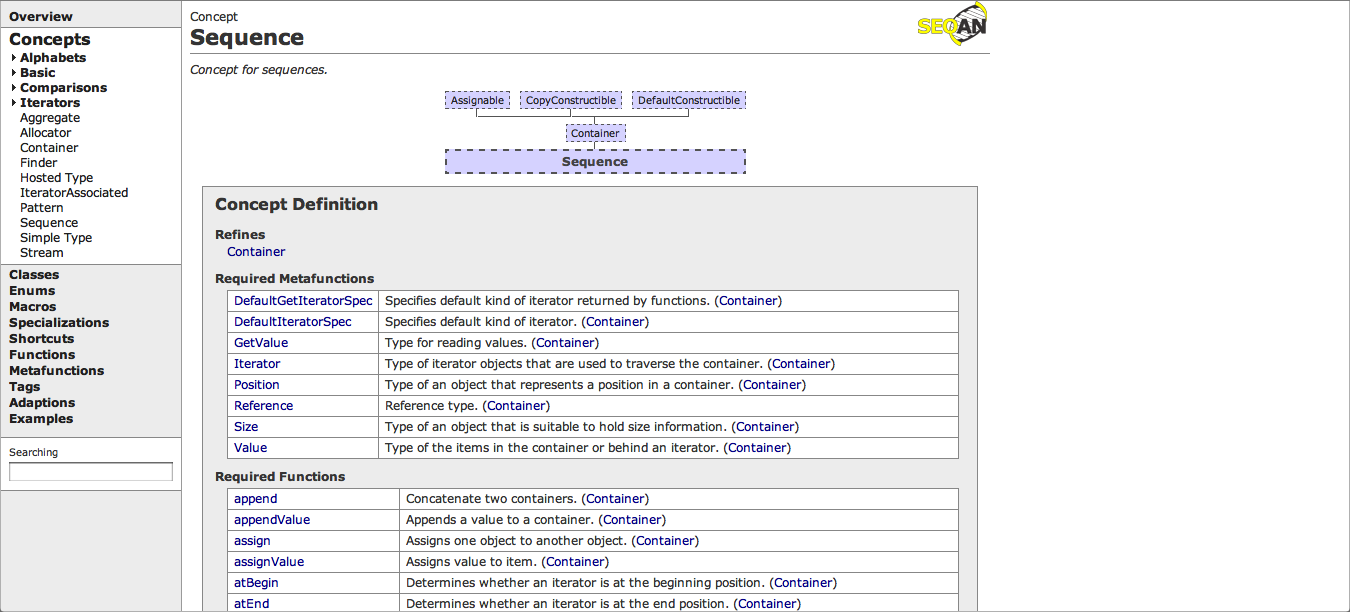 Overview
Concepts
Alphabets
Basic
Comparisons
Iterators
Aggregate
Allocator
Container
Finder
Hosted Type
IteratorAssociated
Pattern
Sequence
Simple Type
Stream
Classes
Enums
Macros
Specializations
Shortcuts
Functions
Metafunctions
Tags
Adaptions
Examples
Searching
Concept
Sequence
SEQAN
Concept for sequences.
Assignable CopyConstructible DefaultConstructible
Container
Sequence
Concept Definition
Refines
Container
Required Metafunctions
DefaultGetIteratorSpec Specifies default kind of iterator returned by functions. (Container)
DefaultIteratorSpec Specifies default kind of iterator. (Container)
GetValue Type for reading values. (Container)
Iterator Type of iterator objects that are used to traverse the container. (Container)
Position Type of an object that represents a position in a container. (Container)
Reference Reference type. (Container)
Size Type of an object that is suitable to hold size information. (Container)
Value Type of the items in the container or behind an iterator. (Container)
Required Functions
append Concatenate two containers. (Container)
appendValue Appends a value to a container. (Container)
assign Assigns one object to another object. (Container)
assignValue Assigns value to item. (Container)
atBegin Determines whether an iterator is at the beginning position. (Container)
atEnd Determines whether an iterator is at the end position. (Container)